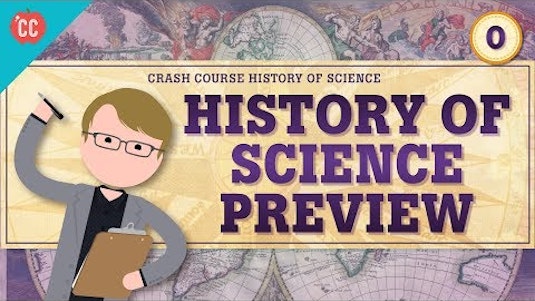 CC
0
CRASH COURSE HISTORY OF SCIENCE
HISTORY OF
SCIENCE
PREVIEW